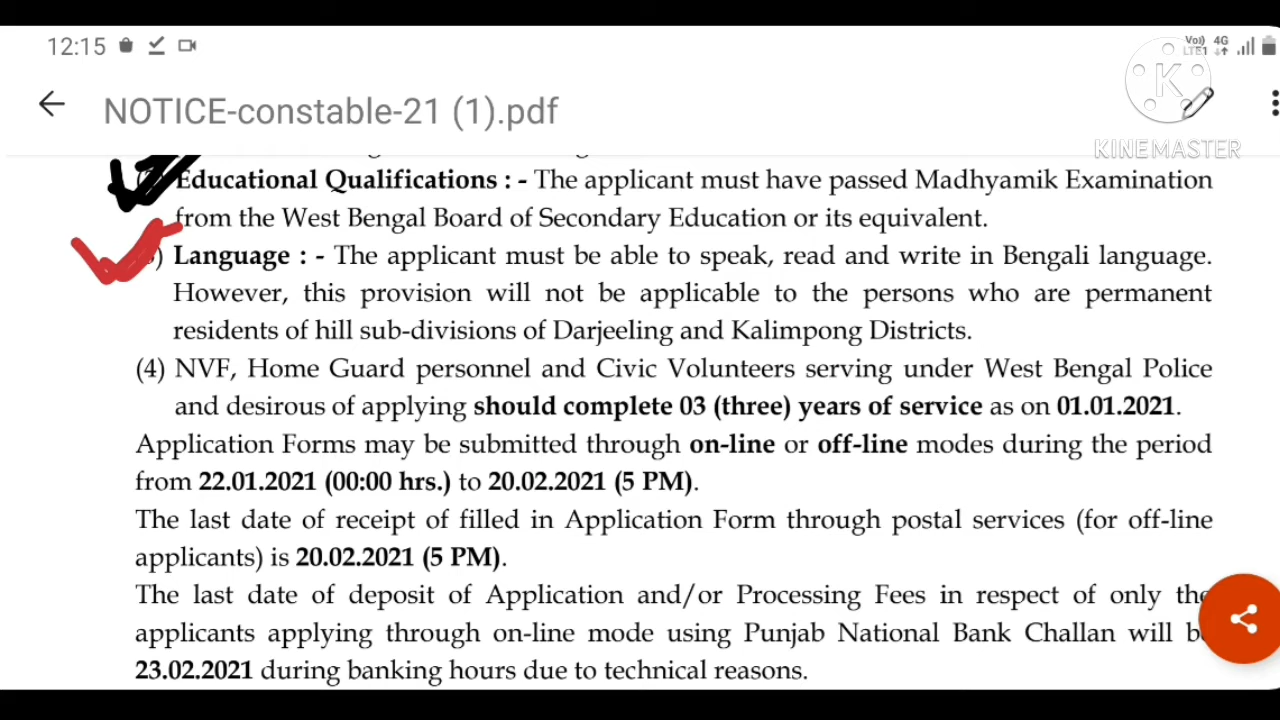 12:15
Vo) 4G
LTE1
NOTICE-constable-21 (1).pdf
K
KINEMASTER
Educational Qualifications : - The applicant must have passed Madhyamik Examination
from the West Bengal Board of Secondary Education or its equivalent.
) Language : - The applicant must be able to speak, read and write in Bengali language.
However, this provision will not be applicable to the persons who are permanent
residents of hill sub-divisions of Darjeeling and Kalimpong Districts.
(4) NVF, Home Guard personnel and Civic Volunteers serving under West Bengal Police
and desirous of applying should complete 03 (three) years of service as on 01.01.2021.
Application Forms may be submitted through on-line or off-line modes during the period
from 22.01.2021 (00:00 hrs.) to 20.02.2021 (5 PM).
The last date of receipt of filled in Application Form through postal services (for off-line
applicants) is 20.02.2021 (5 PM).
The last date of deposit of Application and/or Processing Fees in respect of only the
applicants applying through on-line mode using Punjab National Bank Challan will b
23.02.2021 during banking hours due to technical reasons.